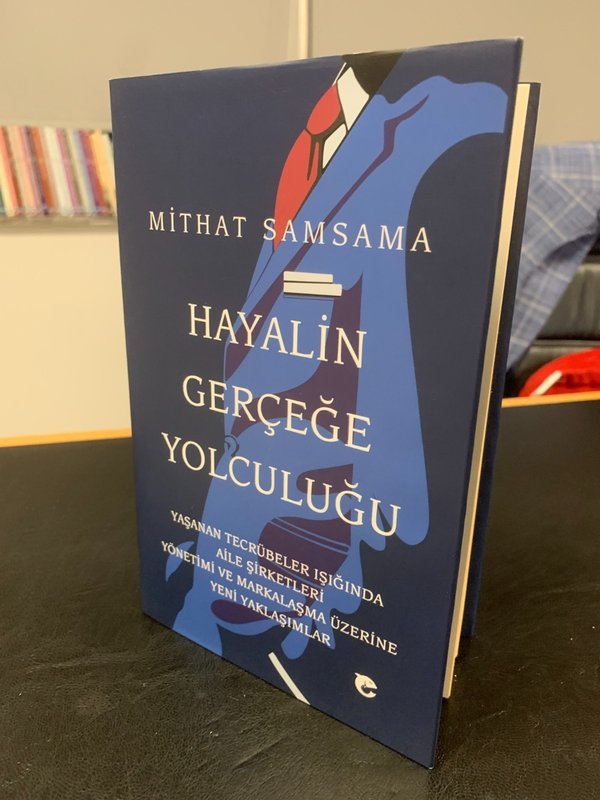 MİTHAT SAMSAMA
HAYALİN
GERÇEĞE
YOLCULUĞU
YAŞANAN TECRÜBELER IŞIĞINDA
AİLE ŞİRKETLERİ
YÖNETİMİ VE MARKALAŞMA ÜZERİNE
YENİ YAKLAŞIMLAR